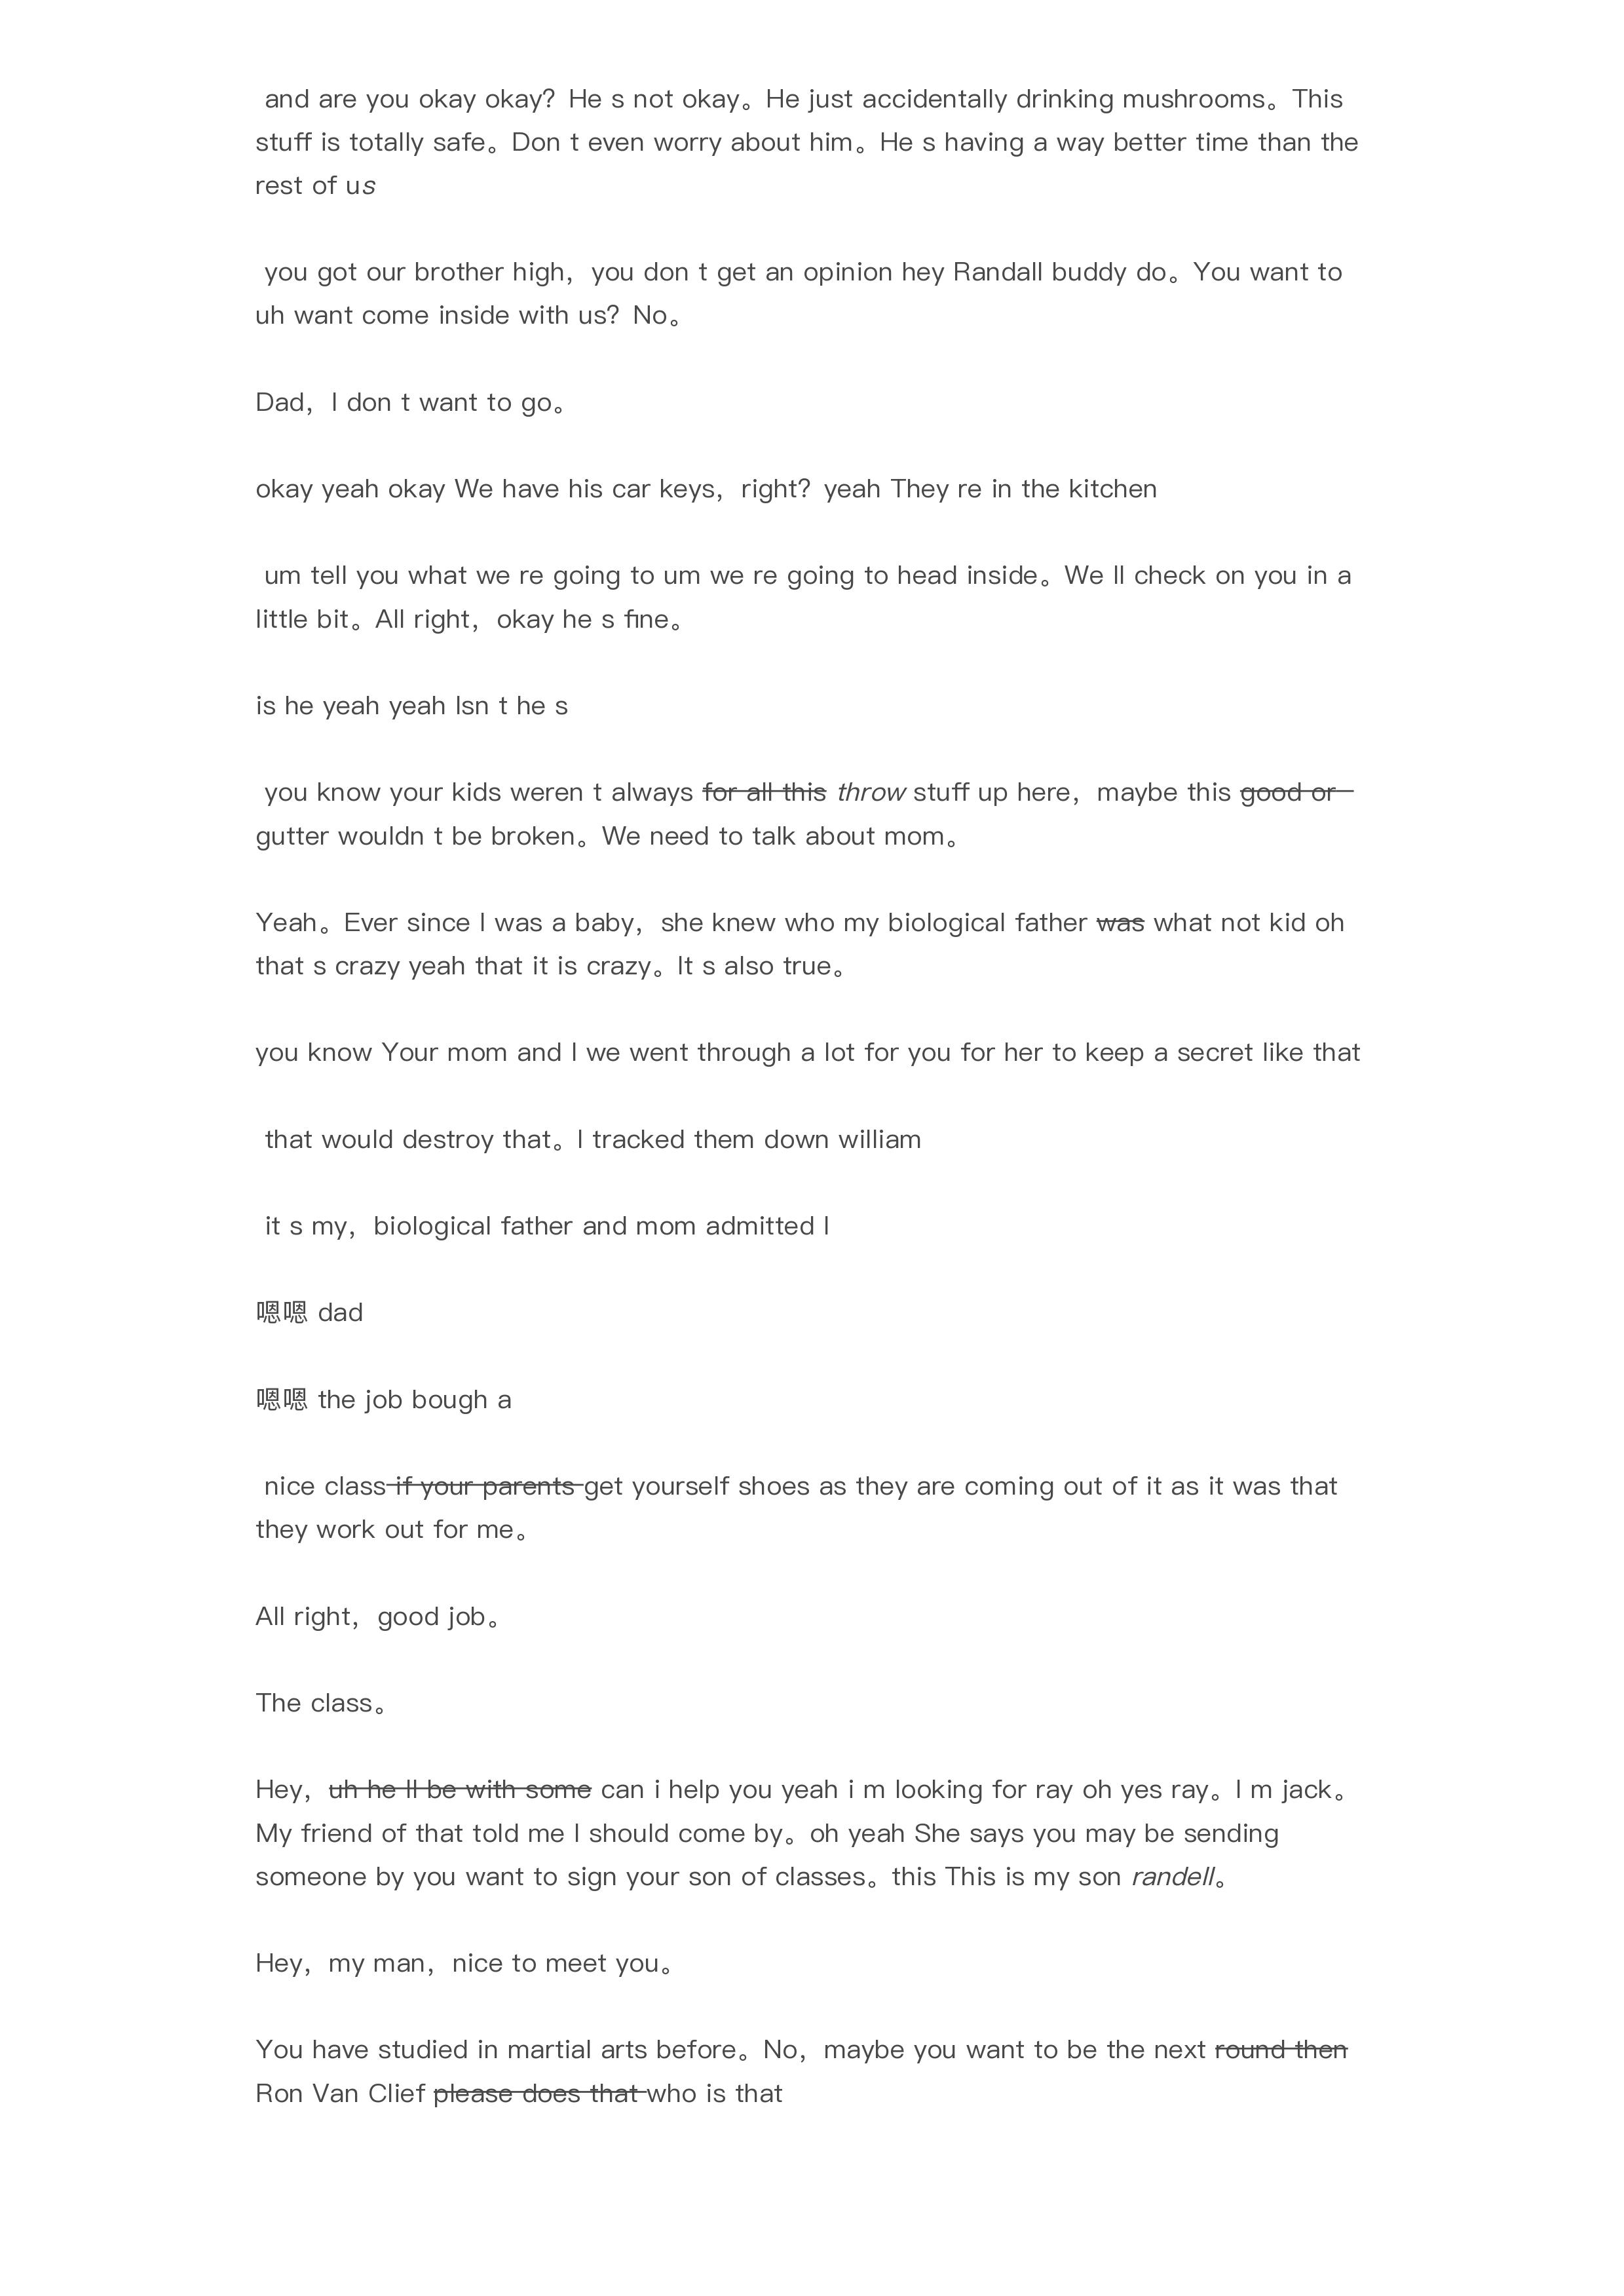 and are you okay okay? He s not okay。He just accidentally drinking mushrooms。This
stuff is totally safe。Don t even worry about him。He s having a way better time than the
rest of us
you got our brother high，you don t get an opinion hey Randall buddy do。You want to
uh want come inside with us? No。
Dad，I don t want to go。
okay yeah okay We have his car keys，right? yeah They re in the kitchen
um tell you what we re going to um we re going to head inside。We ll check on you in a
little bit。All right，okay he s fine。
is he yeah yeah Isn t he s
you know your kids weren t always for all this throw stuff up here，maybe this good or
gutter wouldn t be broken。We need to talk about mom。
Yeah。Ever since I was a baby，she knew who my biological father was what not kid oh
that s crazy yeah that it is crazy。It s also true。
you know Your mom and I we went through a lot for you for her to keep a secret like that
that would destroy that。I tracked them down william
it s my，biological father and mom admitted I
嗯嗯 dad
嗯嗯 the job bough a
nice class if your parents get yourself shoes as they are coming out of it as it was that
they work out for me。
All right，good job。
The class。
Hey，uh he ll be with some can i help you yeah i m looking for ray oh yes ray。I m jack。
My friend of that told me I should come by。oh yeah She says you may be sending
someone by you want to sign your son of classes。this This is my son randell。
Hey，my man，nice to meet you。
You have studied in martial arts before。No，maybe you want to be the next round then
Ron Van Clief please does that who is that